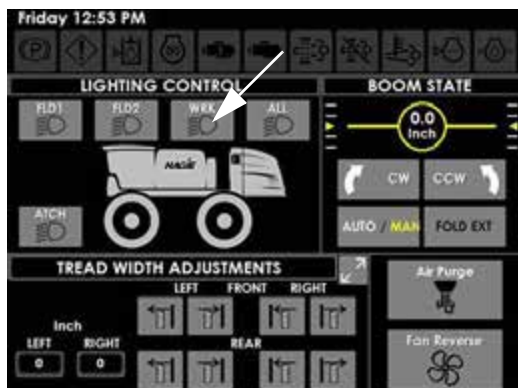 Friday 12:53 PM
LIGHTING CONTROL
BOOM STATE
FLD1 FLD2 WRK ALL
0.0
Inch
HAGIE
CW CCW
ATCH
AUTO / MAN FOLD EXT
TREAD WIDTH ADJUSTMENTS
LEFT FRONT RIGHT
Air Purge
Inch
LEFT RIGHT
REAR
0 0
Fan Reverse